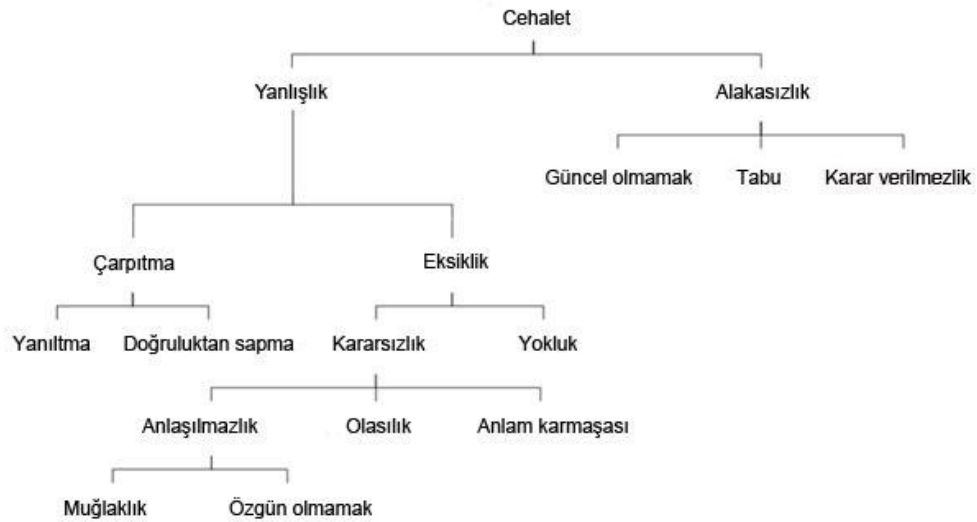 Cehalet
Yanlışlık Alakasızlık
Güncel olmamak Tabu Karar verilmezlik
Çarpıtma Eksiklik
Yanıltma Doğruluktan sapma Kararsızlık Yokluk
Anlaşılmazlık Olasılık Anlam karmaşası
Muğlaklık Özgün olmamak